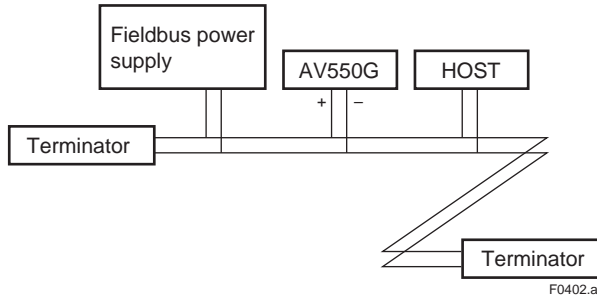 Fieldbus power
supply
AV550G
HOST
+ –
Terminator
Terminator
F0402.a